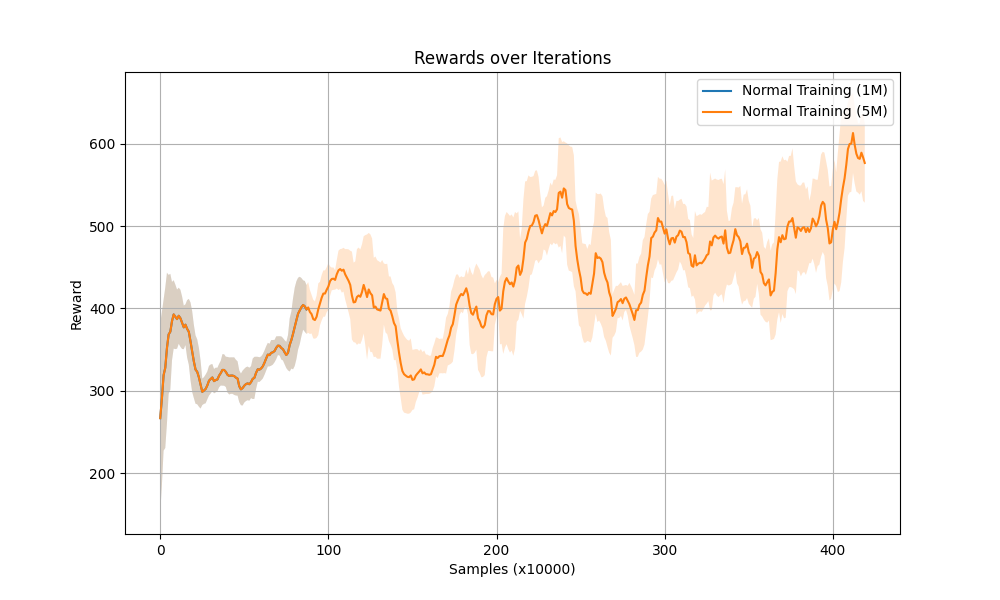 Rewards over Iterations
Normal Training (1M)
Normal Training (5M)
600
500
400
300
200
Reward
0
100
200
300
400
Samples (x10000)